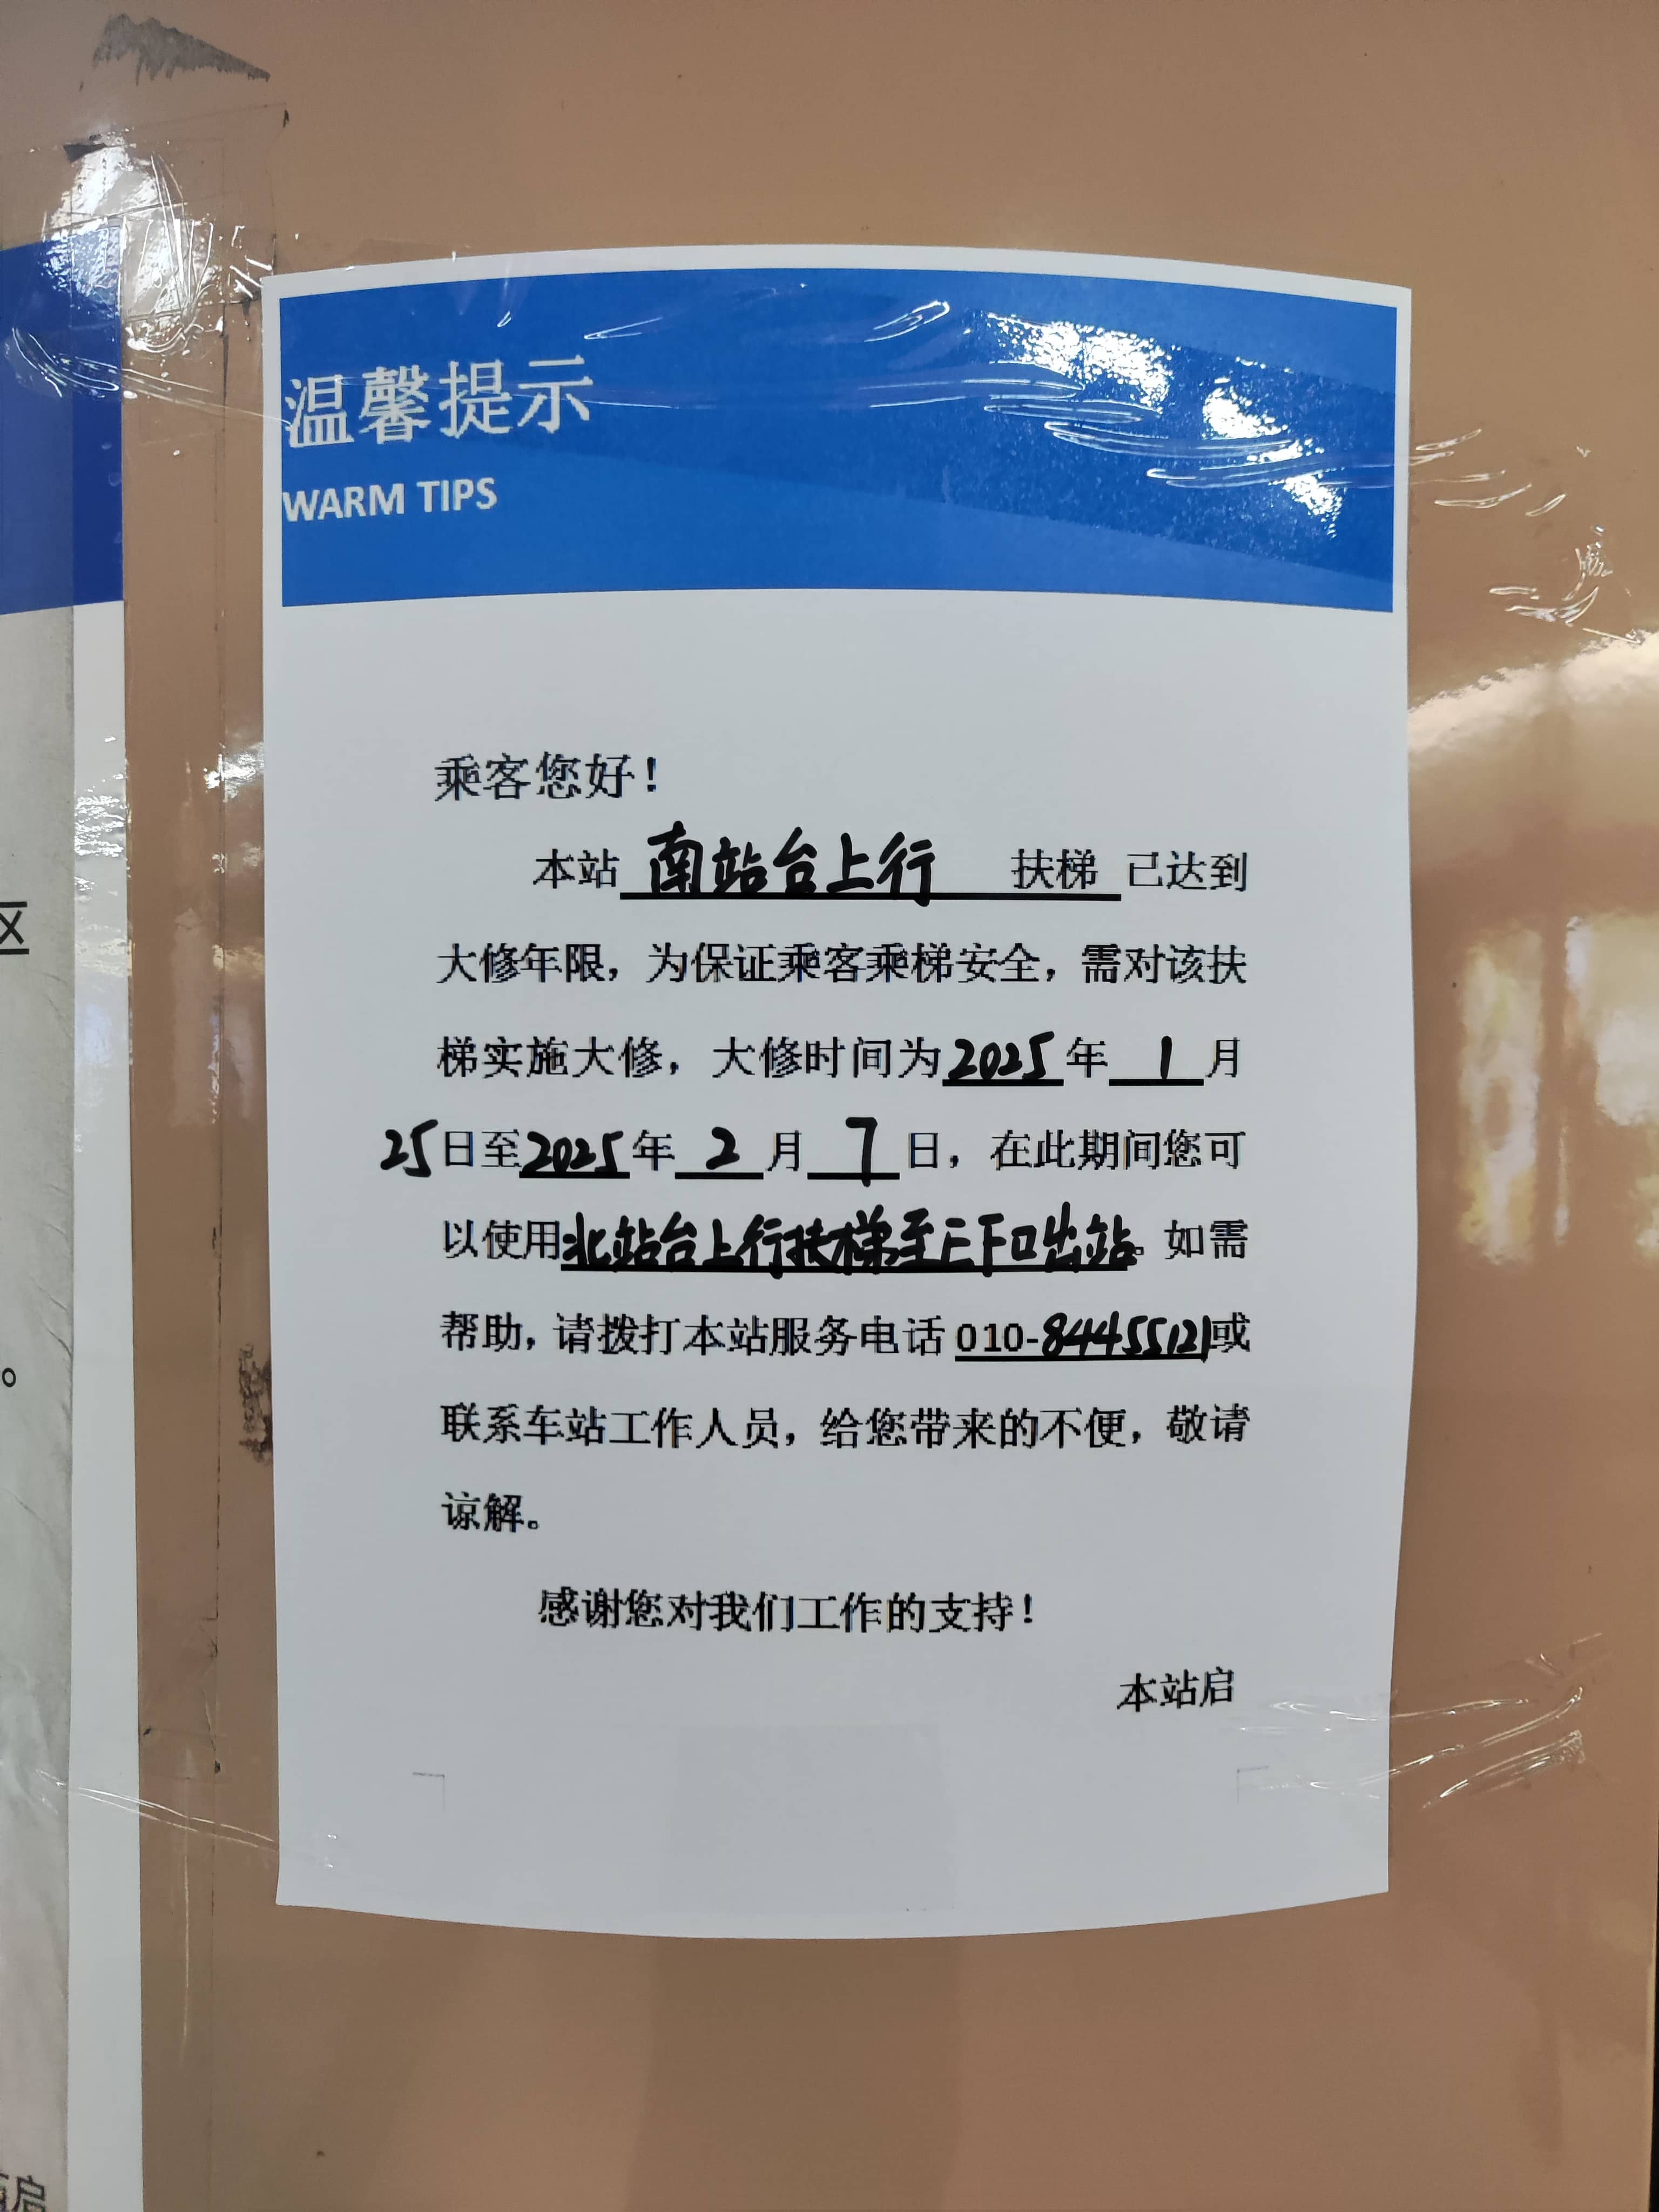 温馨提示
WARM TIPS
乘客您好！
本站 南站台上行 扶梯 已达到
大修年限，为保证乘客乘梯安全，需对该扶
梯实施大修，大修时间为2025年 1 月
25日至2025年 2 月 7 日，在此期间您可
以使用北站台上行扶梯至E F口出站。如需
帮助，请拨打本站服务电话 010-84455121或
联系车站工作人员，给您带来的不便，敬请
谅解。
感谢您对我们工作的支持！
本站启
区
。
启